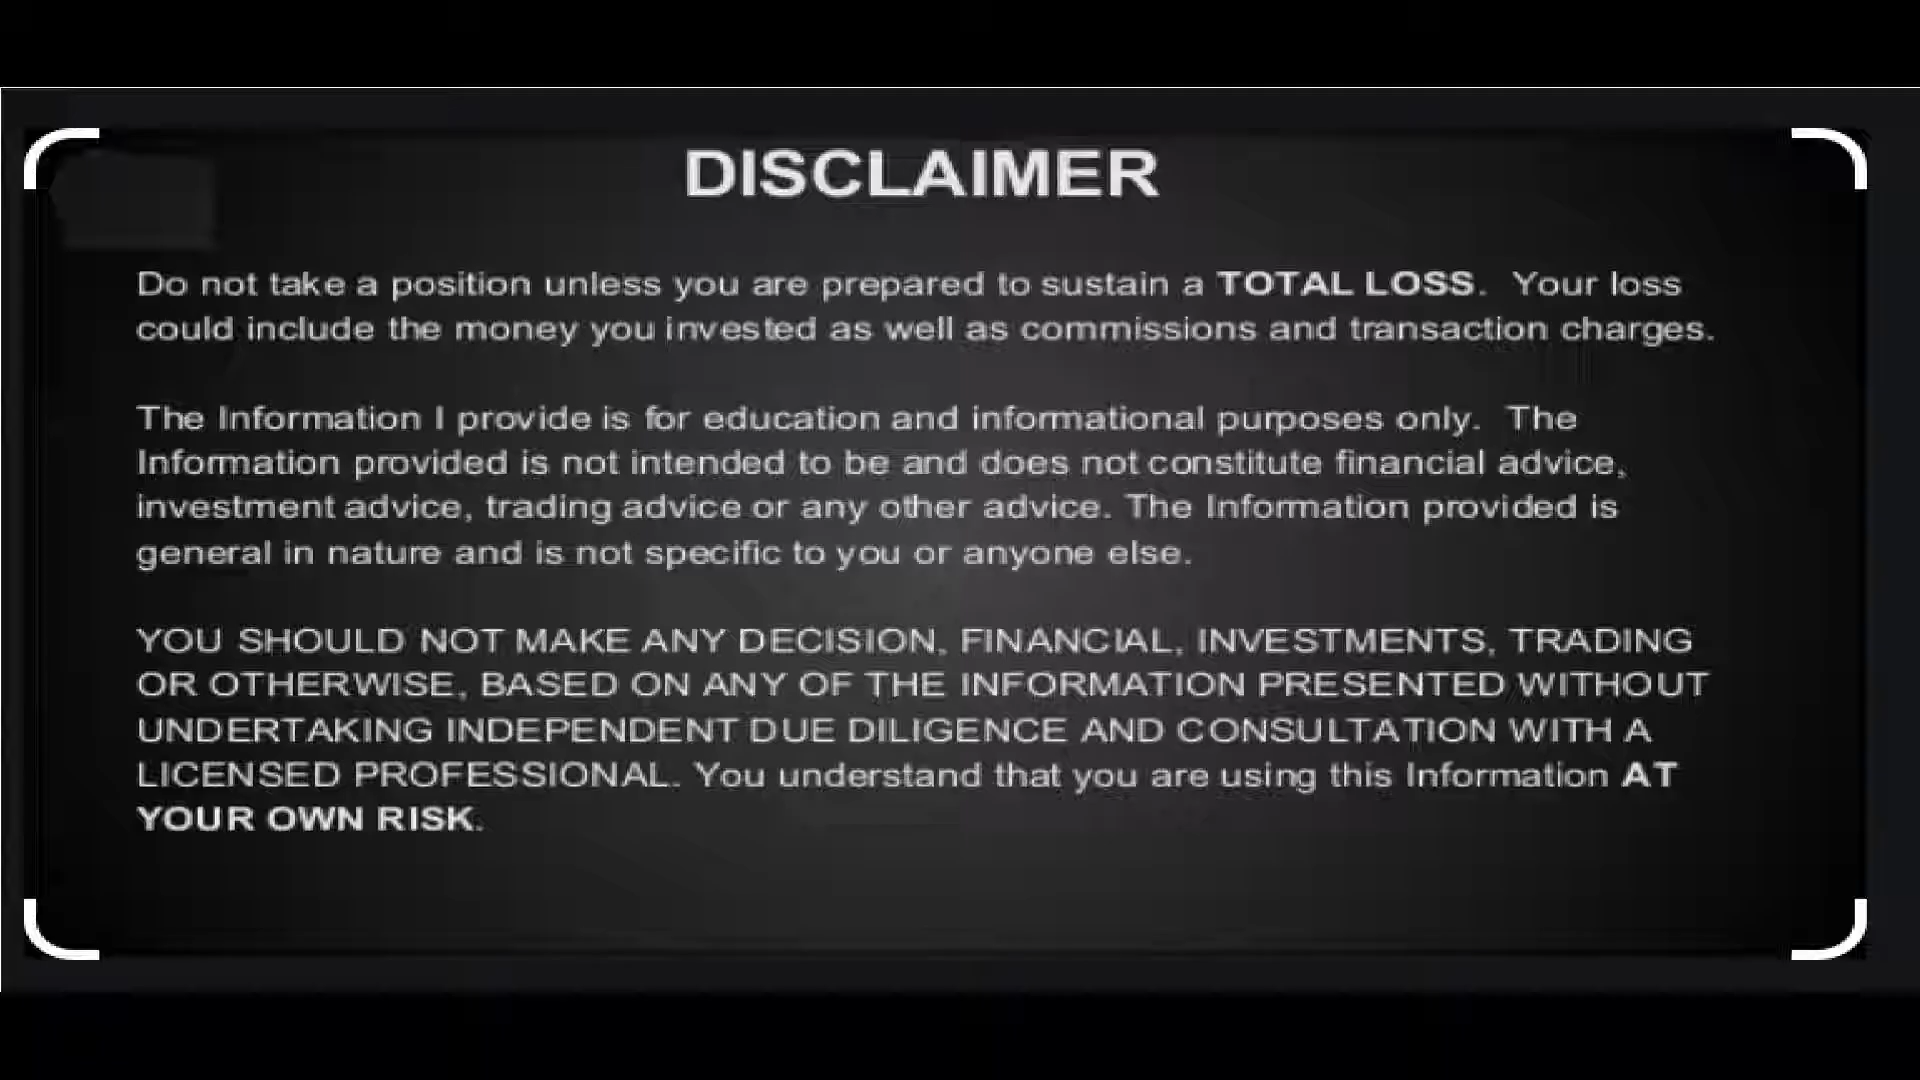 DISCLAIMER
Do not take a position unless you are prepared to sustain a TOTAL LOSS. Your loss
could include the money you invested as well as commissions and transaction charges.
The Information I provide is for education and informational purposes only. The
Information provided is not intended to be and does not constitute financial advice,
investment advice, trading advice or any other advice. The Information provided is
general in nature and is not specific to you or anyone else.
YOU SHOULD NOT MAKE ANY DECISION, FINANCIAL, INVESTMENTS, TRADING
OR OTHERWISE, BASED ON ANY OF THE INFORMATION PRESENTED WITHOUT
UNDERTAKING INDEPENDENT DUE DILIGENCE AND CONSULTATION WITH A
LICENSED PROFESSIONAL. You understand that you are using this Information AT
YOUR OWN RISK.